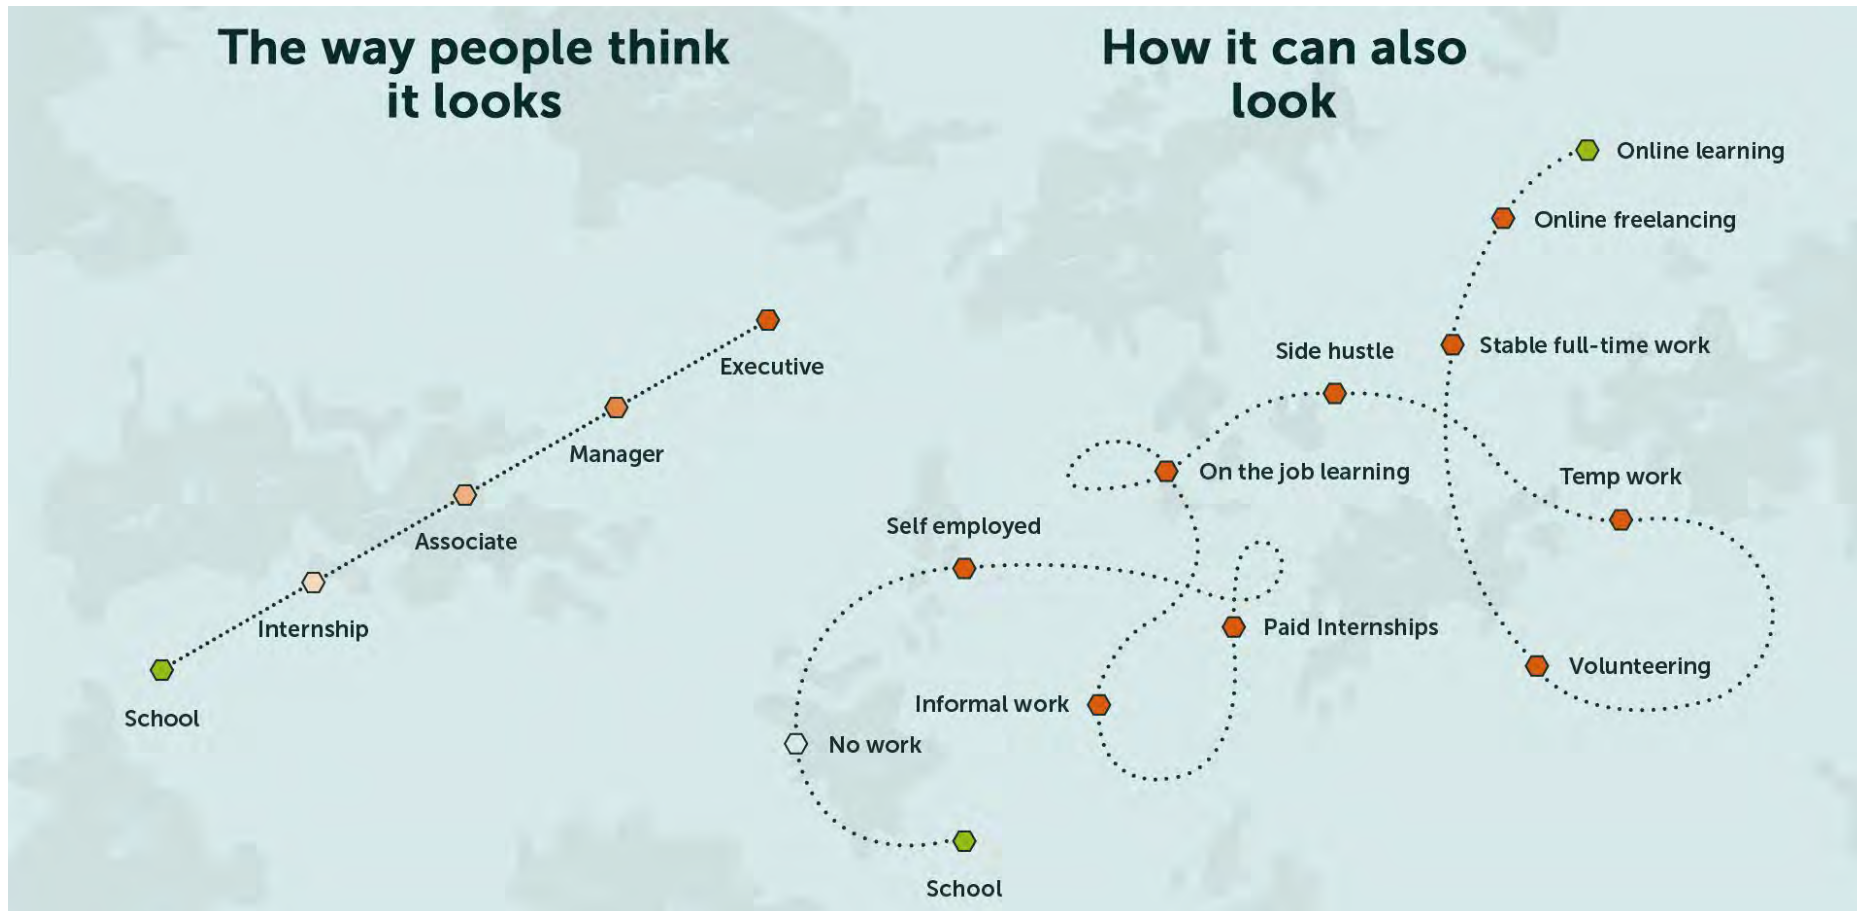 The way people think
it looks
Executive
Manager
Associate
Internship
School
How it can also
look
Online learning
Online freelancing
Stable full-time work
Side hustle
On the job learning
Temp work
Self employed
Paid Internships
Volunteering
Informal work
No work
School